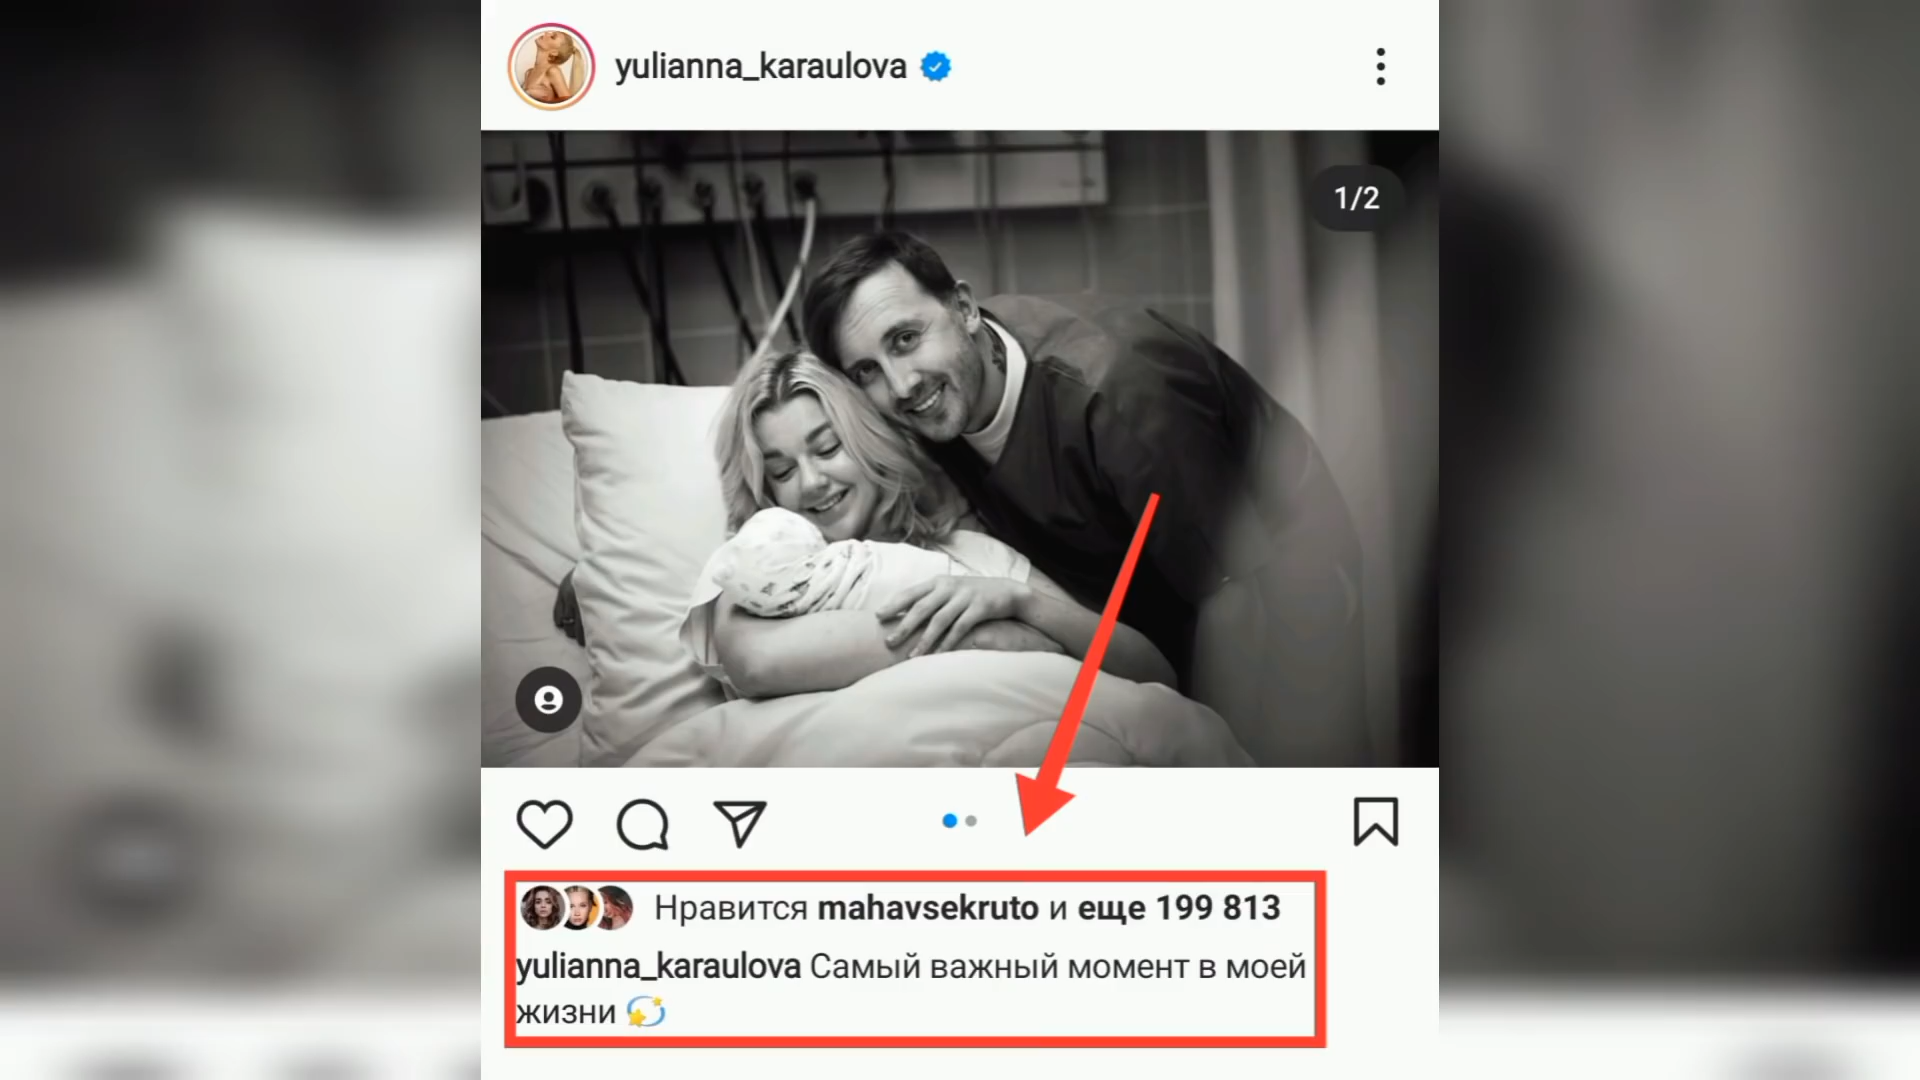 yulianna_karaulova
1/2
Нравится mahavsekruto и еще 199 813
yulianna_karaulova Самый важный момент в моей
жизни 💫